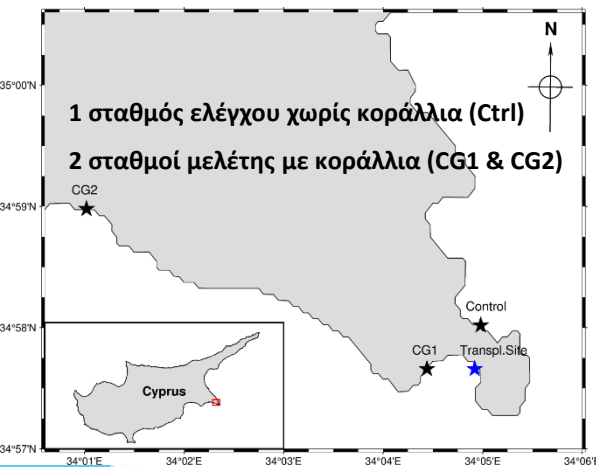 N
35°00'N
1 σταθμός ελέγχου χωρίς κοράλλια (Ctrl)
2 σταθμοί μελέτης με κοράλλια (CG1 & CG2)
CG2
34°59'N
Control
34°58'N
CG1 Transpl.Site
Cyprus
34°57'N
34°01'E 34°02'E 34°03'E 34°04'E 34°05'E 34°06'E